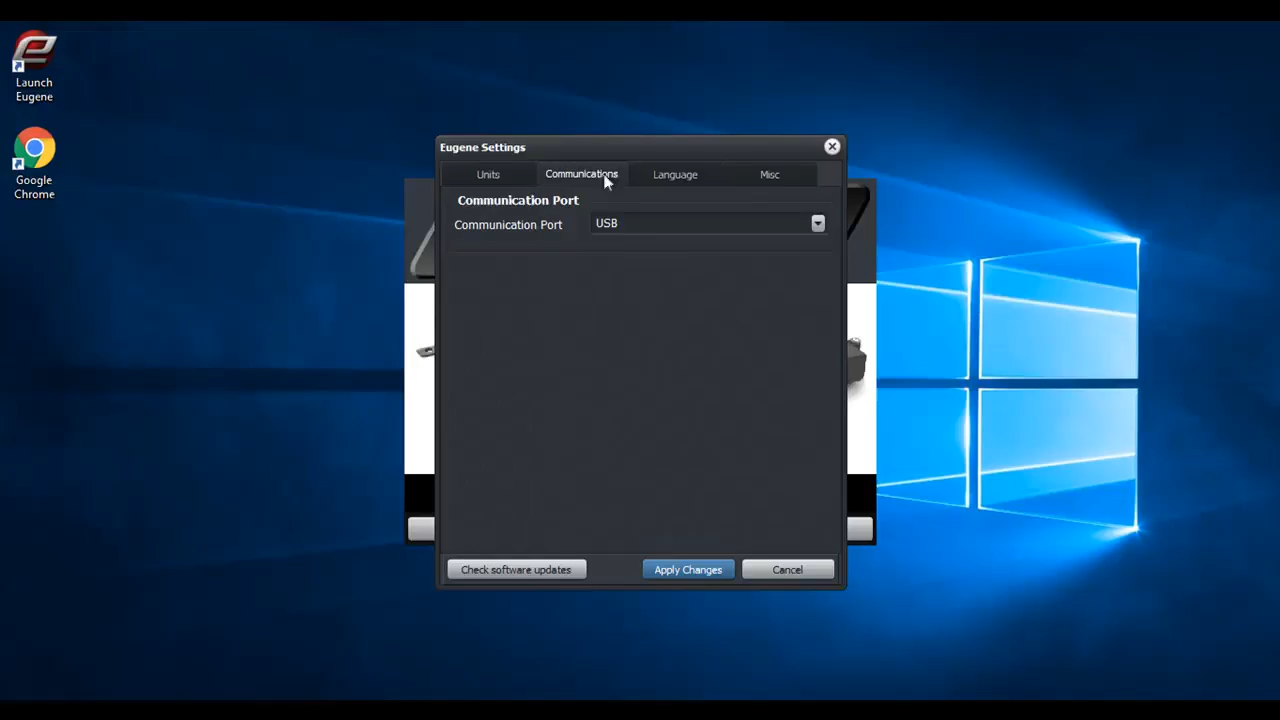 Launch
Eugene
Google
Chrome
Eugene Settings
Units
Communications
Language
Misc
Communication Port
Communication Port
USB
Check software updates
Apply Changes
Cancel